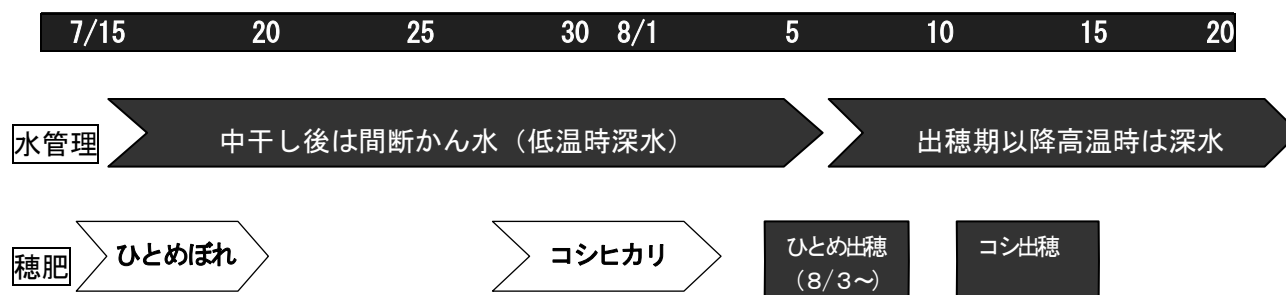 7/15 20 25 30 8/1 5 10 15 20
水管理 中干し後は間断かん水（低温時深水） 出穂期以降高温時は深水
穂肥 ひとめぼれ コシヒカリ ひとめ出穂 コシ出穂
（８/３～）